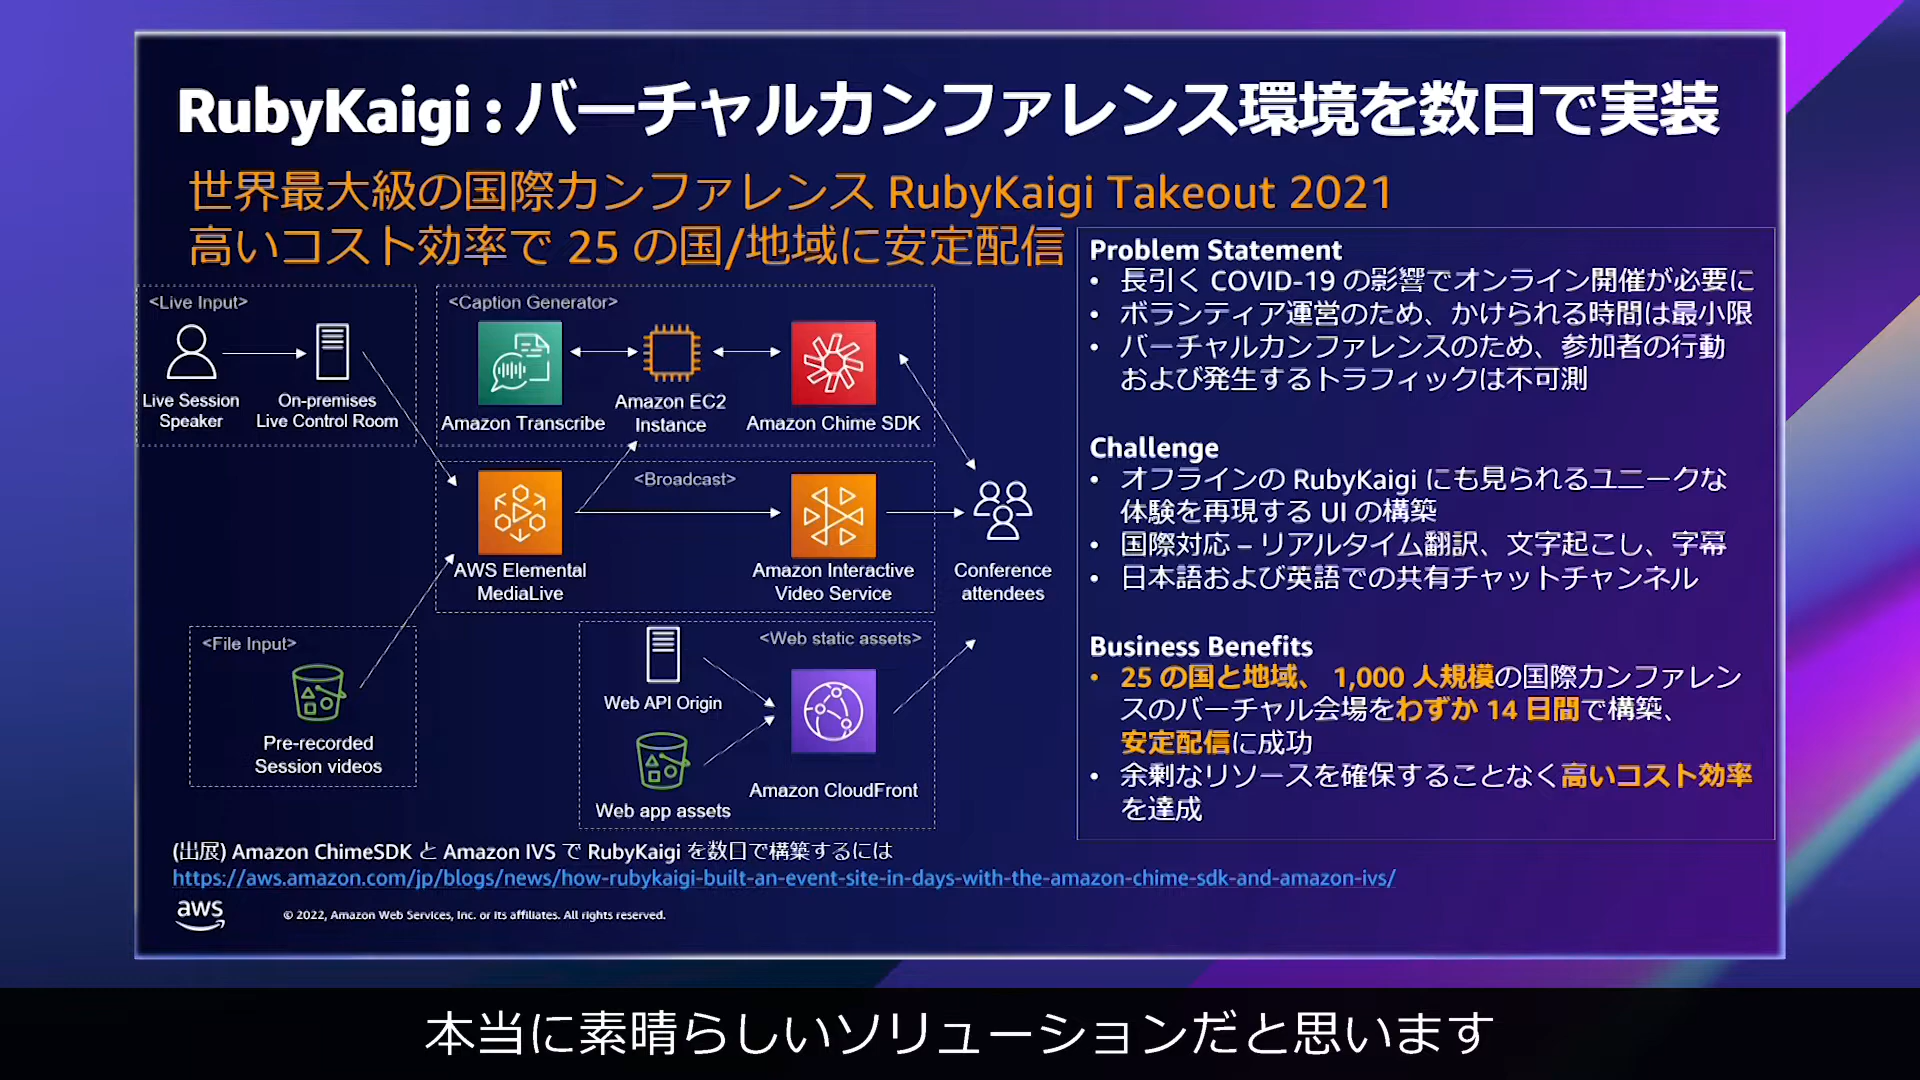 RubyKaigi : バーチャルカンファレンス環境を数日で実装
世界最大級の国際カンファレンス RubyKaigi Takeout 2021
高いコスト効率で 25 の国/地域に安定配信
<Live Input>
Live Session
Speaker
On-premises
Live Control Room
<Caption Generator>
Amazon Transcribe
Amazon EC2
Instance
Amazon Chime SDK
<Broadcast>
AWS Elemental
MediaLive
Amazon Interactive
Video Service
Conference
attendees
<File Input>
Pre-recorded
Session videos
<Web static assets>
Web API Origin
Web app assets
Amazon CloudFront
Problem Statement
• 長引く COVID-19 の影響でオンライン開催が必要に
• ボランティア運営のため、かけられる時間は最小限
• バーチャルカンファレンスのため、参加者の行動
および発生するトラフィックは不可測
Challenge
• オフラインの RubyKaigi にも見られるユニークな
体験を再現する UI の構築
• 国際対応 – リアルタイム翻訳、文字起こし、字幕
• 日本語および英語での共有チャットチャンネル
Business Benefits
• 25 の国と地域、 1,000 人規模の国際カンファレン
スのバーチャル会場をわずか 14 日間で構築、
安定配信に成功
• 余剰なリソースを確保することなく高いコスト効率
を達成
(出展) Amazon ChimeSDK と Amazon IVS で RubyKaigi を数日で構築するには
https://aws.amazon.com/jp/blogs/news/how-rubykaigi-built-an-event-site-in-days-with-the-amazon-chime-sdk-and-amazon-ivs/
aws
© 2022, Amazon Web Services, Inc. or its affiliates. All rights reserved.
本当に素晴らしいソリューションだと思います